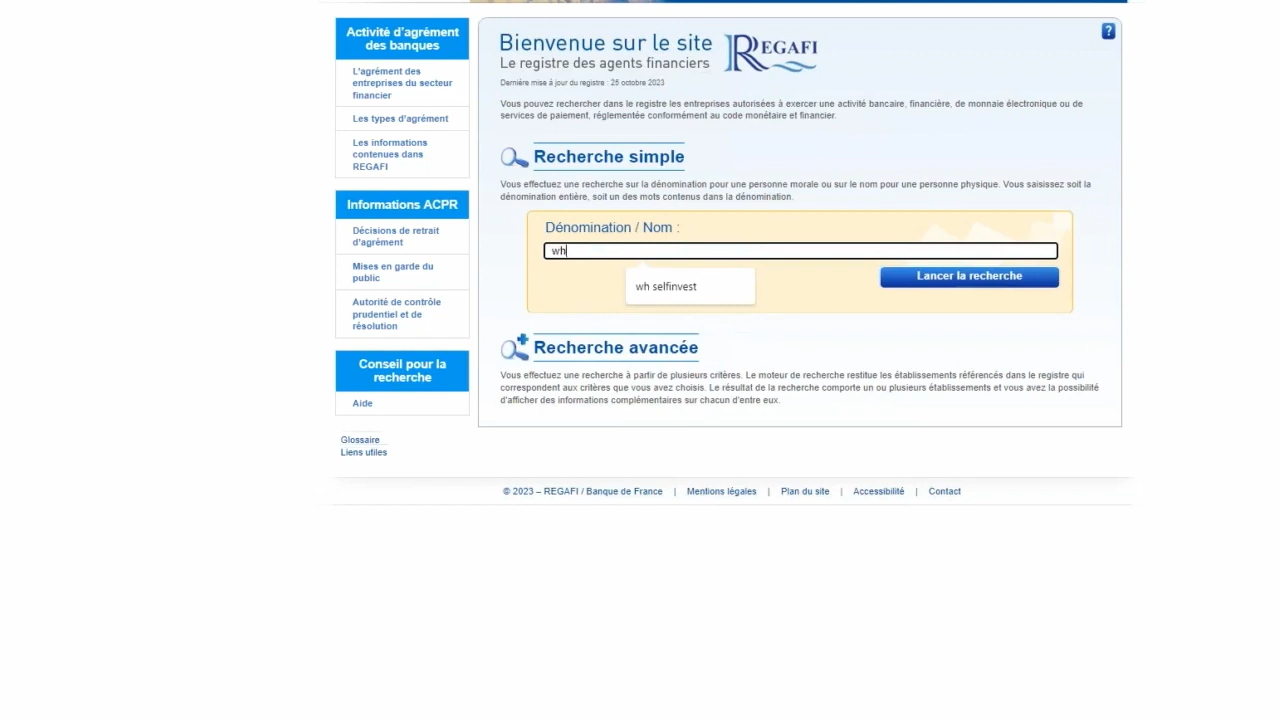 Activité d'agrément
des banques
L'agrément des
entreprises du secteur
financier
Les types d'agrément
Les informations
contenues dans
REGAFI
Informations ACPR
Décisions de retrait
d'agrément
Mises en garde du
public
Autorité de contrôle
prudentiel et de
résolution
Conseil pour la
recherche
Aide
Glossaire
Liens utiles
?
Bienvenue sur le site
Le registre des agents financiers
REGAFI
Dernière mise à jour du registre : 25 octobre 2023
Vous pouvez rechercher dans le registre les entreprises autorisées à exercer une activité bancaire, financière, de monnaie électronique ou de
services de paiement, réglementée conformément au code monétaire et financier.
Recherche simple
Vous effectuez une recherche sur la dénomination pour une personne morale ou sur le nom pour une personne physique. Vous saisissez soit la
dénomination entière, soit un des mots contenus dans la dénomination.
Dénomination / Nom :
wh
wh selfinvest
Lancer la recherche
Recherche avancée
Vous effectuez une recherche à partir de plusieurs critères. Le moteur de recherche restitue les établissements référencés dans le registre qui
correspondent aux critères que vous avez choisis. Le résultat de la recherche comporte un ou plusieurs établissements et vous avez la possibilité
d'afficher des informations complémentaires sur chacun d'entre eux.
© 2023 – REGAFI / Banque de France | Mentions légales | Plan du site | Accessibilité | Contact